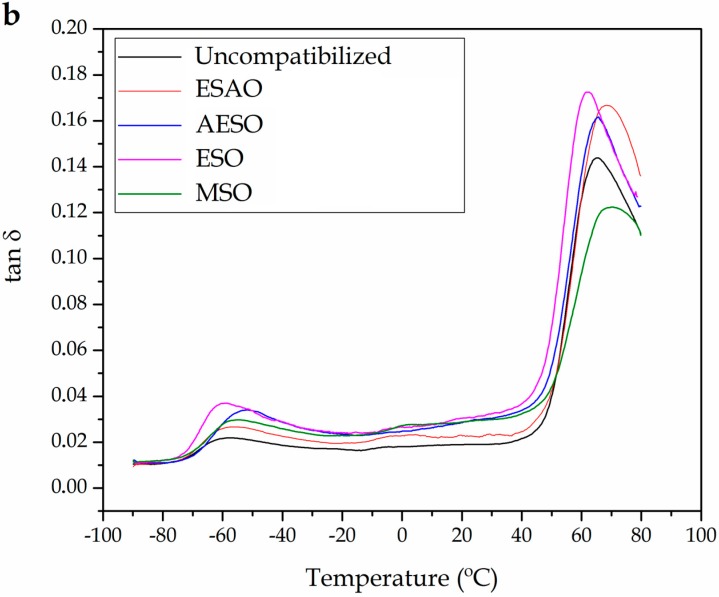 b
Uncompatibilized
ESAO
AESO
ESO
MSO
tan δ
0.20
0.18
0.16
0.14
0.12
0.10
0.08
0.06
0.04
0.02
0.00
-100 -80 -60 -40 -20 0 20 40 60 80 100
Temperature (ºC)